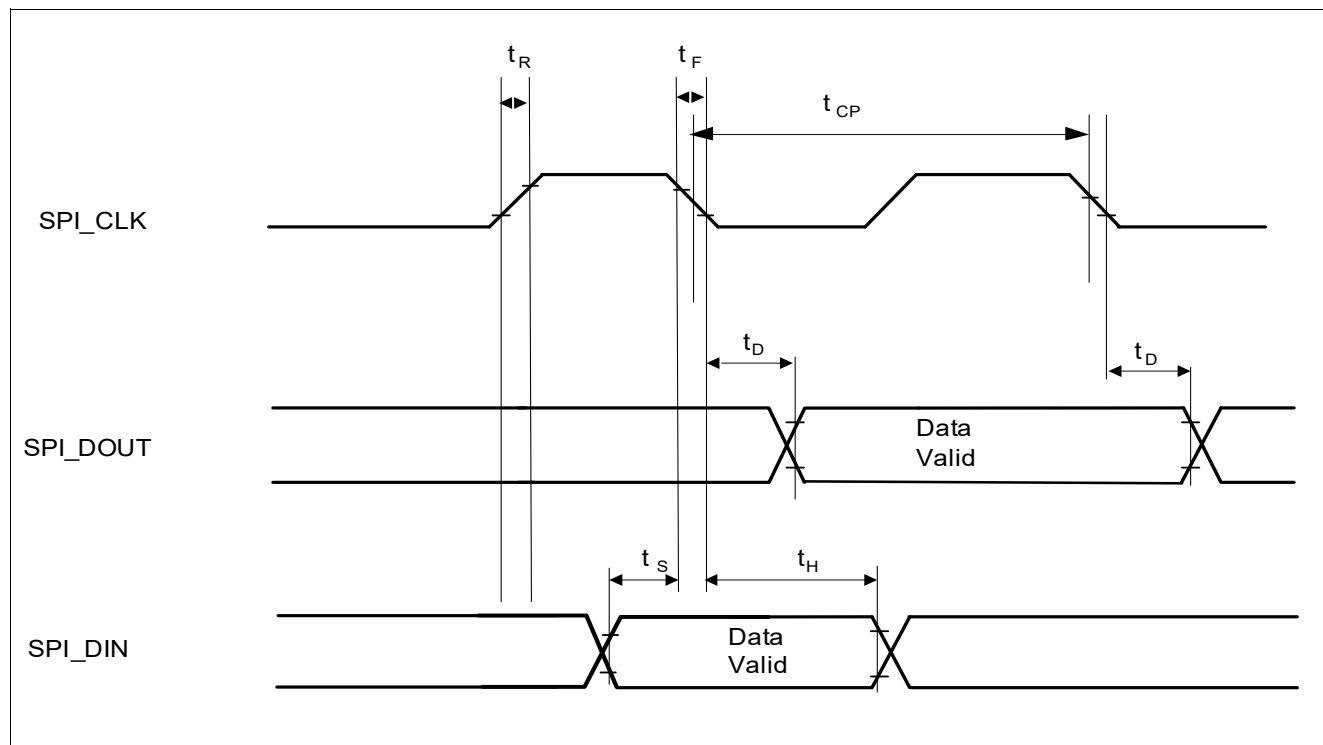 t R
t F
t CP
SPI_CLK
t D
t D
SPI_DOUT
Data
Valid
t S
t H
SPI_DIN
Data
Valid